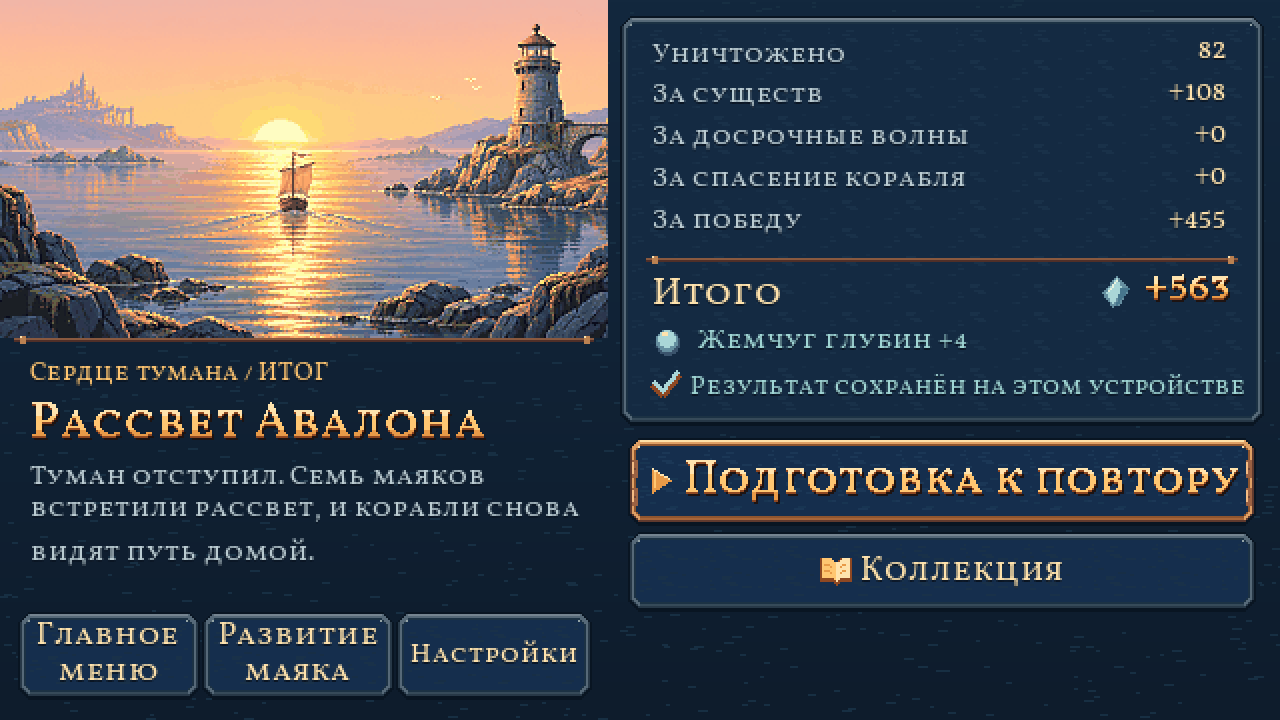 Сердце тумана / ИТОГ
Рассвет Авалона
Туман отступил. Семь маяков
встретили рассвет, и корабли снова
видят путь домой.
Главное
меню
Развитие
маяка
Настройки
Уничтожено 82
За существ +108
За досрочные волны +0
За спасение корабля +0
За победу +455
Итого +563
Жемчуг глубин +4
Результат сохранён на этом устройстве
Подготовка к повтору
Коллекция